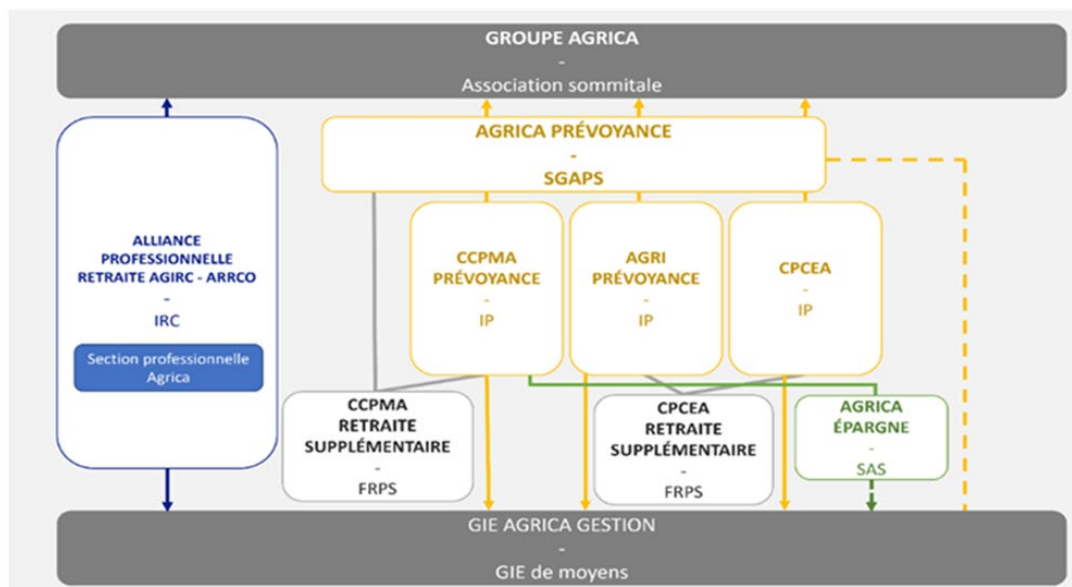 GROUPE AGRICA
-
Association sommitale
AGRICA PRÉVOYANCE
-
SGAPS
ALLIANCE
PROFESSIONNELLE
RETRAITE AGIRC - ARRCO
-
IRC
Section professionnelle
Agrica
CCPMA
PRÉVOYANCE
-
IP
AGRI
PRÉVOYANCE
-
IP
CPCEA
-
IP
CCPMA
RETRAITE
SUPPLÉMENTAIRE
-
FRPS
CPCEA
RETRAITE
SUPPLÉMENTAIRE
-
FRPS
AGRICA
ÉPARGNE
-
SAS
GIE AGRICA GESTION
-
GIE de moyens